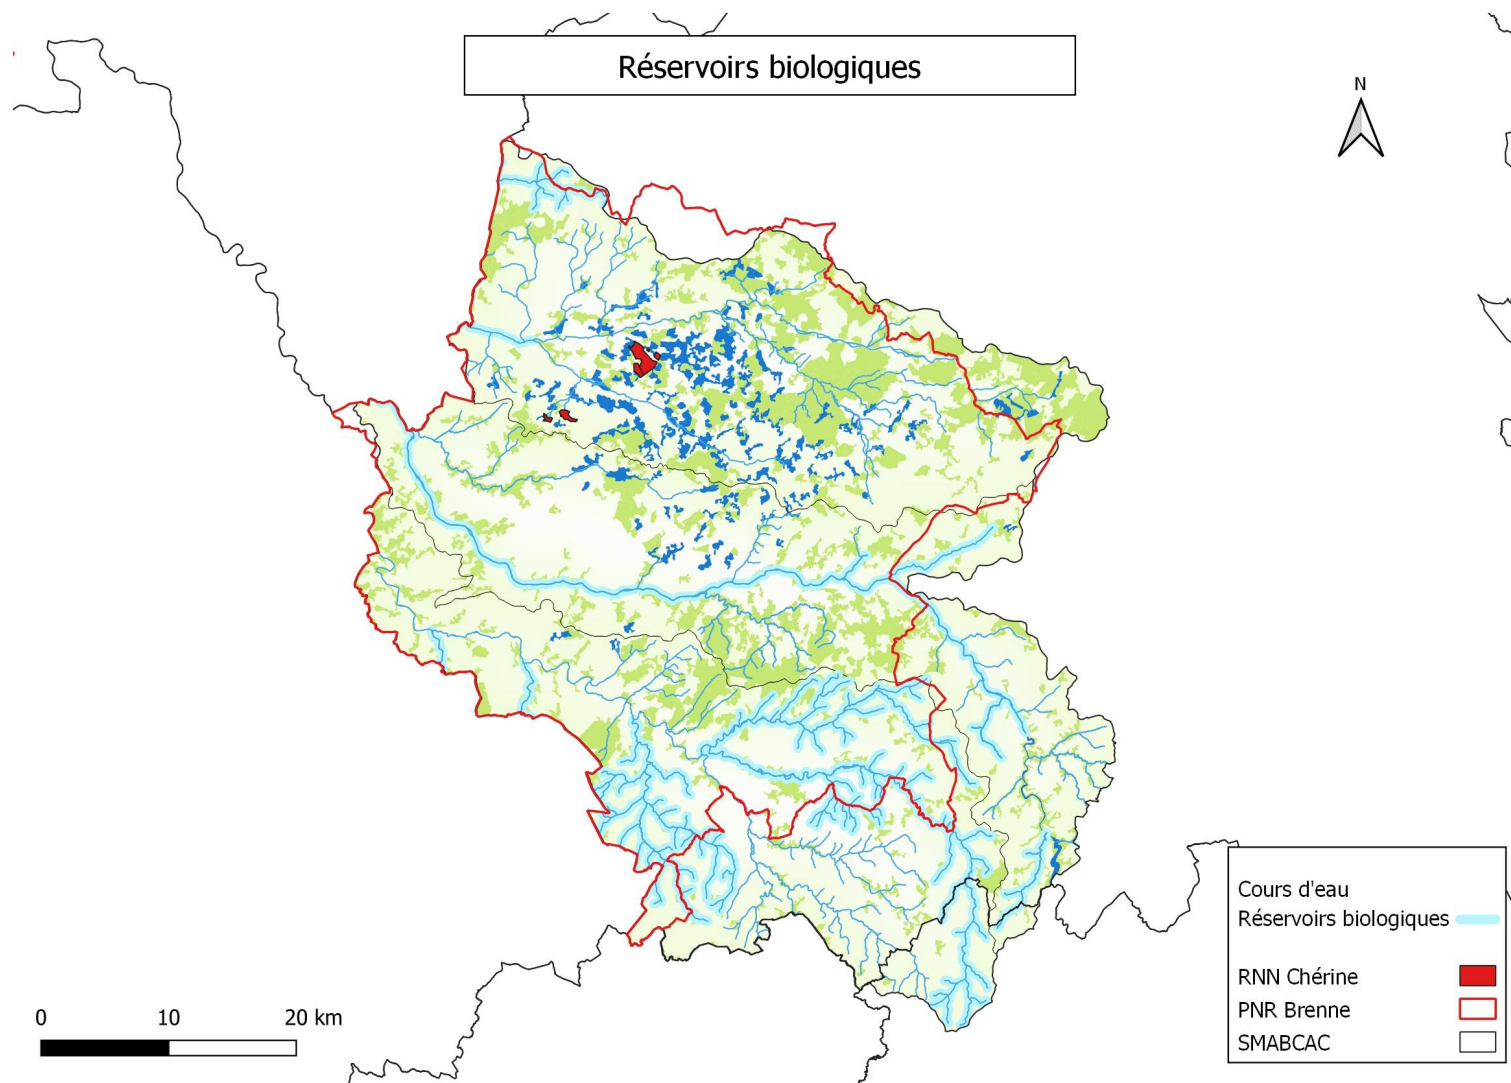 Réservoirs biologiques
N
Cours d'eau
Réservoirs biologiques
RNN Chérine
PNR Brenne
SMABCAC
0 10 20 km